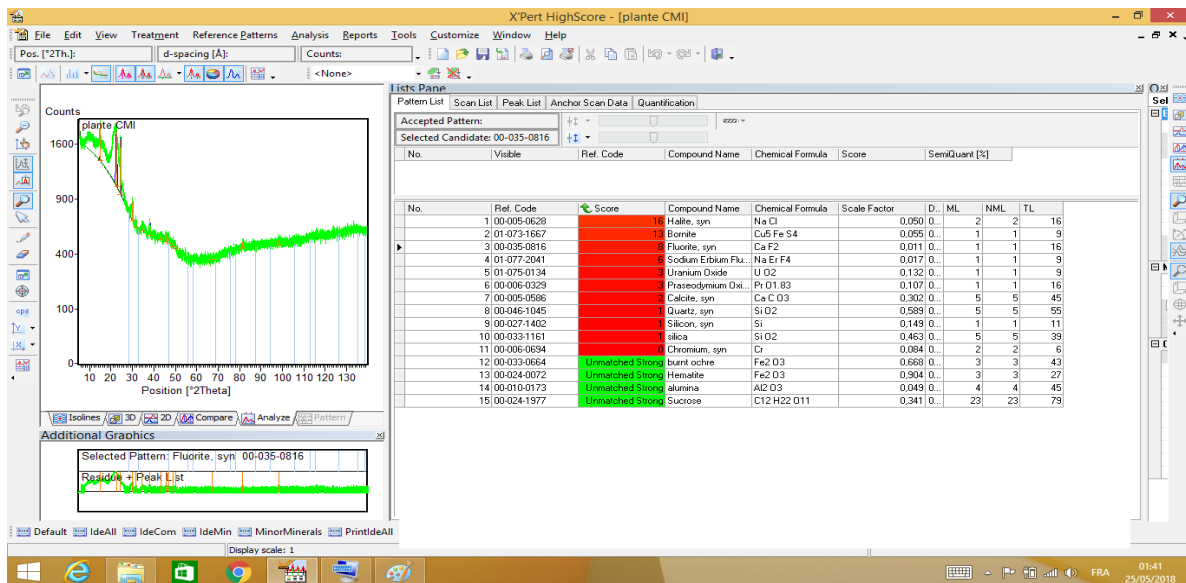 X'Pert HighScore - [plante CMI]
File Edit View Treatment Reference Patterns Analysis Reports Tools Customize Window Help
Pos. [°2Th.]: d-spacing [Å]: Counts:
<None>
Lists Pane
Pattern List Scan List Peak List Anchor Scan Data Quantification
Accepted Pattern:
Selected Candidate: 00-035-0816
No. Visible Ref. Code Compound Name Chemical Formula Score SemiQuant [%]
No. Ref. Code Score Compound Name Chemical Formula Scale Factor D.. ML NML TL
1 00-005-0628 16 Halite, syn Na Cl 0,050 0... 2 2 16
2 01-073-1667 13 Bornite Cu5 Fe S4 0,055 0... 1 1 9
3 00-035-0816 8 Fluorite, syn Ca F2 0,011 0... 1 1 16
4 01-077-2041 6 Sodium Erbium Flu... Na Er F4 0,017 0... 1 1 9
5 01-075-0134 3 Uranium Oxide U O2 0,132 0... 1 1 9
6 00-006-0329 3 Praseodymium Oxi... Pr O1.83 0,107 0... 1 1 16
7 00-005-0586 2 Calcite, syn Ca C O3 0,302 0... 5 5 45
8 00-046-1045 1 Quartz, syn Si O2 0,589 0... 5 5 55
9 00-027-1402 1 Silicon, syn Si 0,149 0... 1 1 11
10 00-033-1161 1 silica Si O2 0,463 0... 5 5 39
11 00-006-0694 0 Chromium, syn Cr 0,084 0... 2 2 6
12 00-033-0664 Unmatched Strong burnt ochre Fe2 O3 0,668 0... 3 3 43
13 00-024-0072 Unmatched Strong Hematite Fe2 O3 0,904 0... 3 3 27
14 00-010-0173 Unmatched Strong alumina Al2 O3 0,049 0... 4 4 45
15 00-024-1977 Unmatched Strong Sucrose C12 H22 O11 0,341 0... 23 23 79
Sel
Counts
plante CMI
1600
900
400
100
0
10 20 30 40 50 60 70 80 90 100 110 120 130
Position [°2Theta]
Isolines 3D 2D Compare Analyze Pattern
Additional Graphics
Selected Pattern: Fluorite, syn 00-035-0816
Residue + Peak List
Default IdeAll IdeCom IdeMin MinorMinerals PrintIdeAll
Display scale: 1
FRA
01:41
25/05/2018